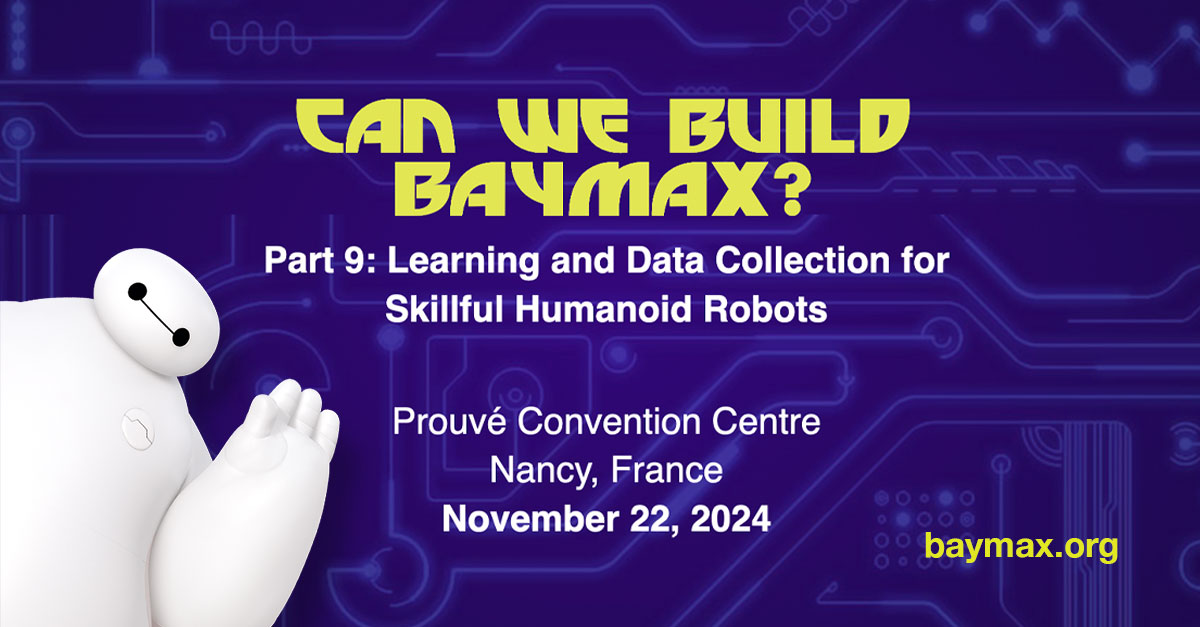 CAN WE BUILD
BAYMAX?
Part 9: Learning and Data Collection for
Skillful Humanoid Robots
Prouvé Convention Centre
Nancy, France
November 22, 2024
baymax.org